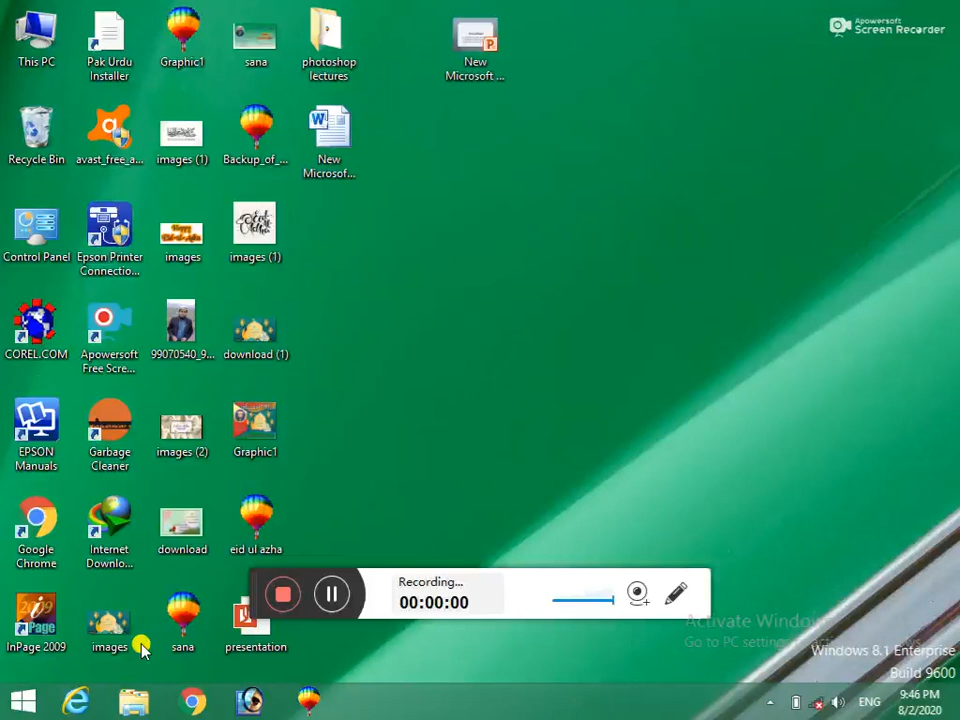 Apowersoft
Screen Recorder
This PC
Pak Urdu
Installer
Graphic1
sana
photoshop
lectures
New
Microsoft ...
Recycle Bin
avast_free_a...
images (1)
Backup_of_...
New
Microsof...
Control Panel
Epson Printer
Connectio...
images
images (1)
COREL.COM
Apowersoft
Free Scre...
99070540_9...
download (1)
EPSON
Manuals
Garbage
Cleaner
images (2)
Graphic1
Google
Chrome
Internet
Downlo...
download
eid ul azha
InPage 2009
images
sana
presentation
Recording...
00:00:00
Activate Window
Go to PC setting
Windows 8.1 Enterprise
Build 9600
ENG
9:46 PM
8/2/2020